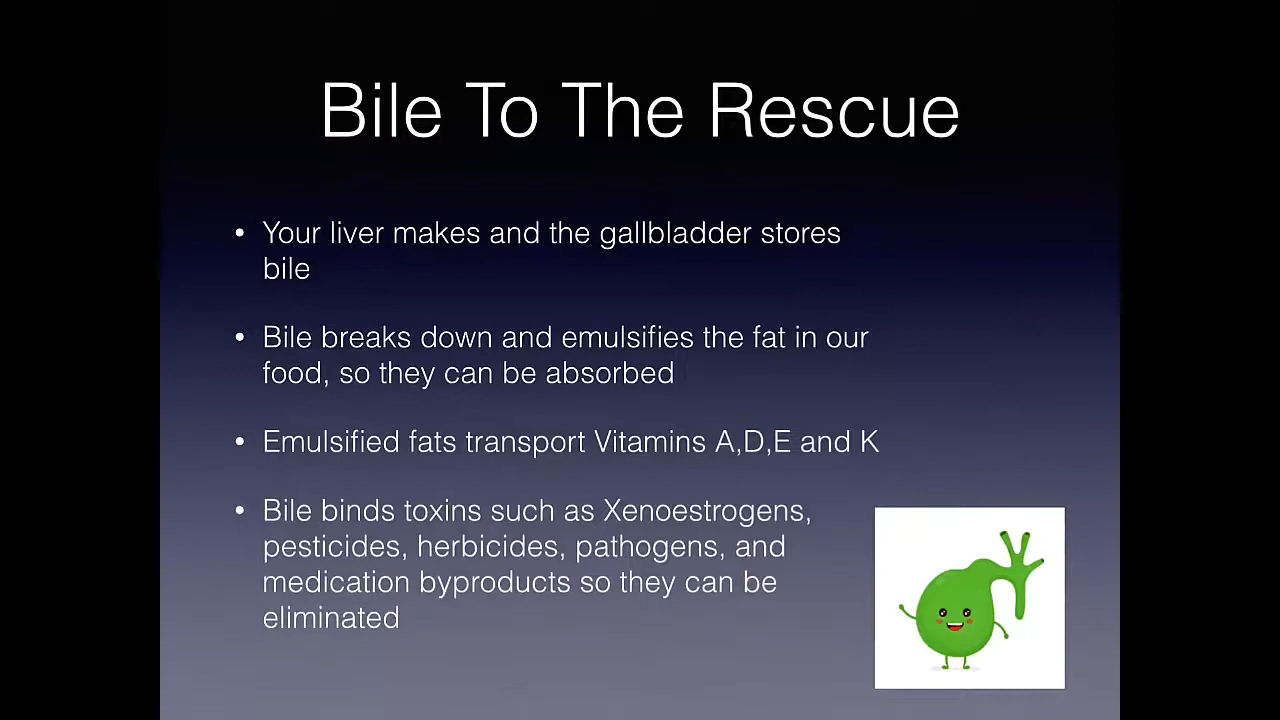 Bile To The Rescue
• Your liver makes and the gallbladder stores
bile
• Bile breaks down and emulsifies the fat in our
food, so they can be absorbed
• Emulsified fats transport Vitamins A,D,E and K
• Bile binds toxins such as Xenoestrogens,
pesticides, herbicides, pathogens, and
medication byproducts so they can be
eliminated